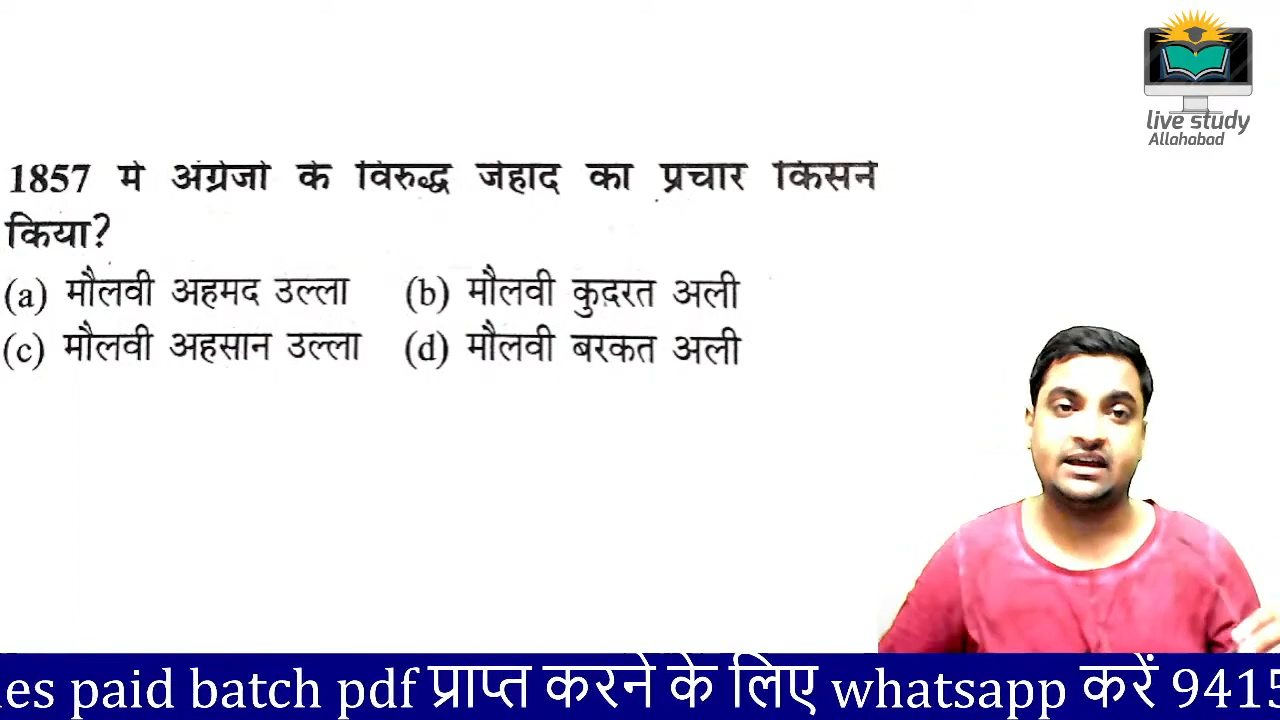 live study
Allahabad
1857 में अंग्रेजों के विरुद्ध जेहाद का प्रचार किसने
किया?
(a) मौलवी अहमद उल्ला (b) मौलवी कुदरत अली
(c) मौलवी अहसान उल्ला (d) मौलवी बरकत अली
paid batch pdf प्राप्त करने के लिए whatsapp करें 9415